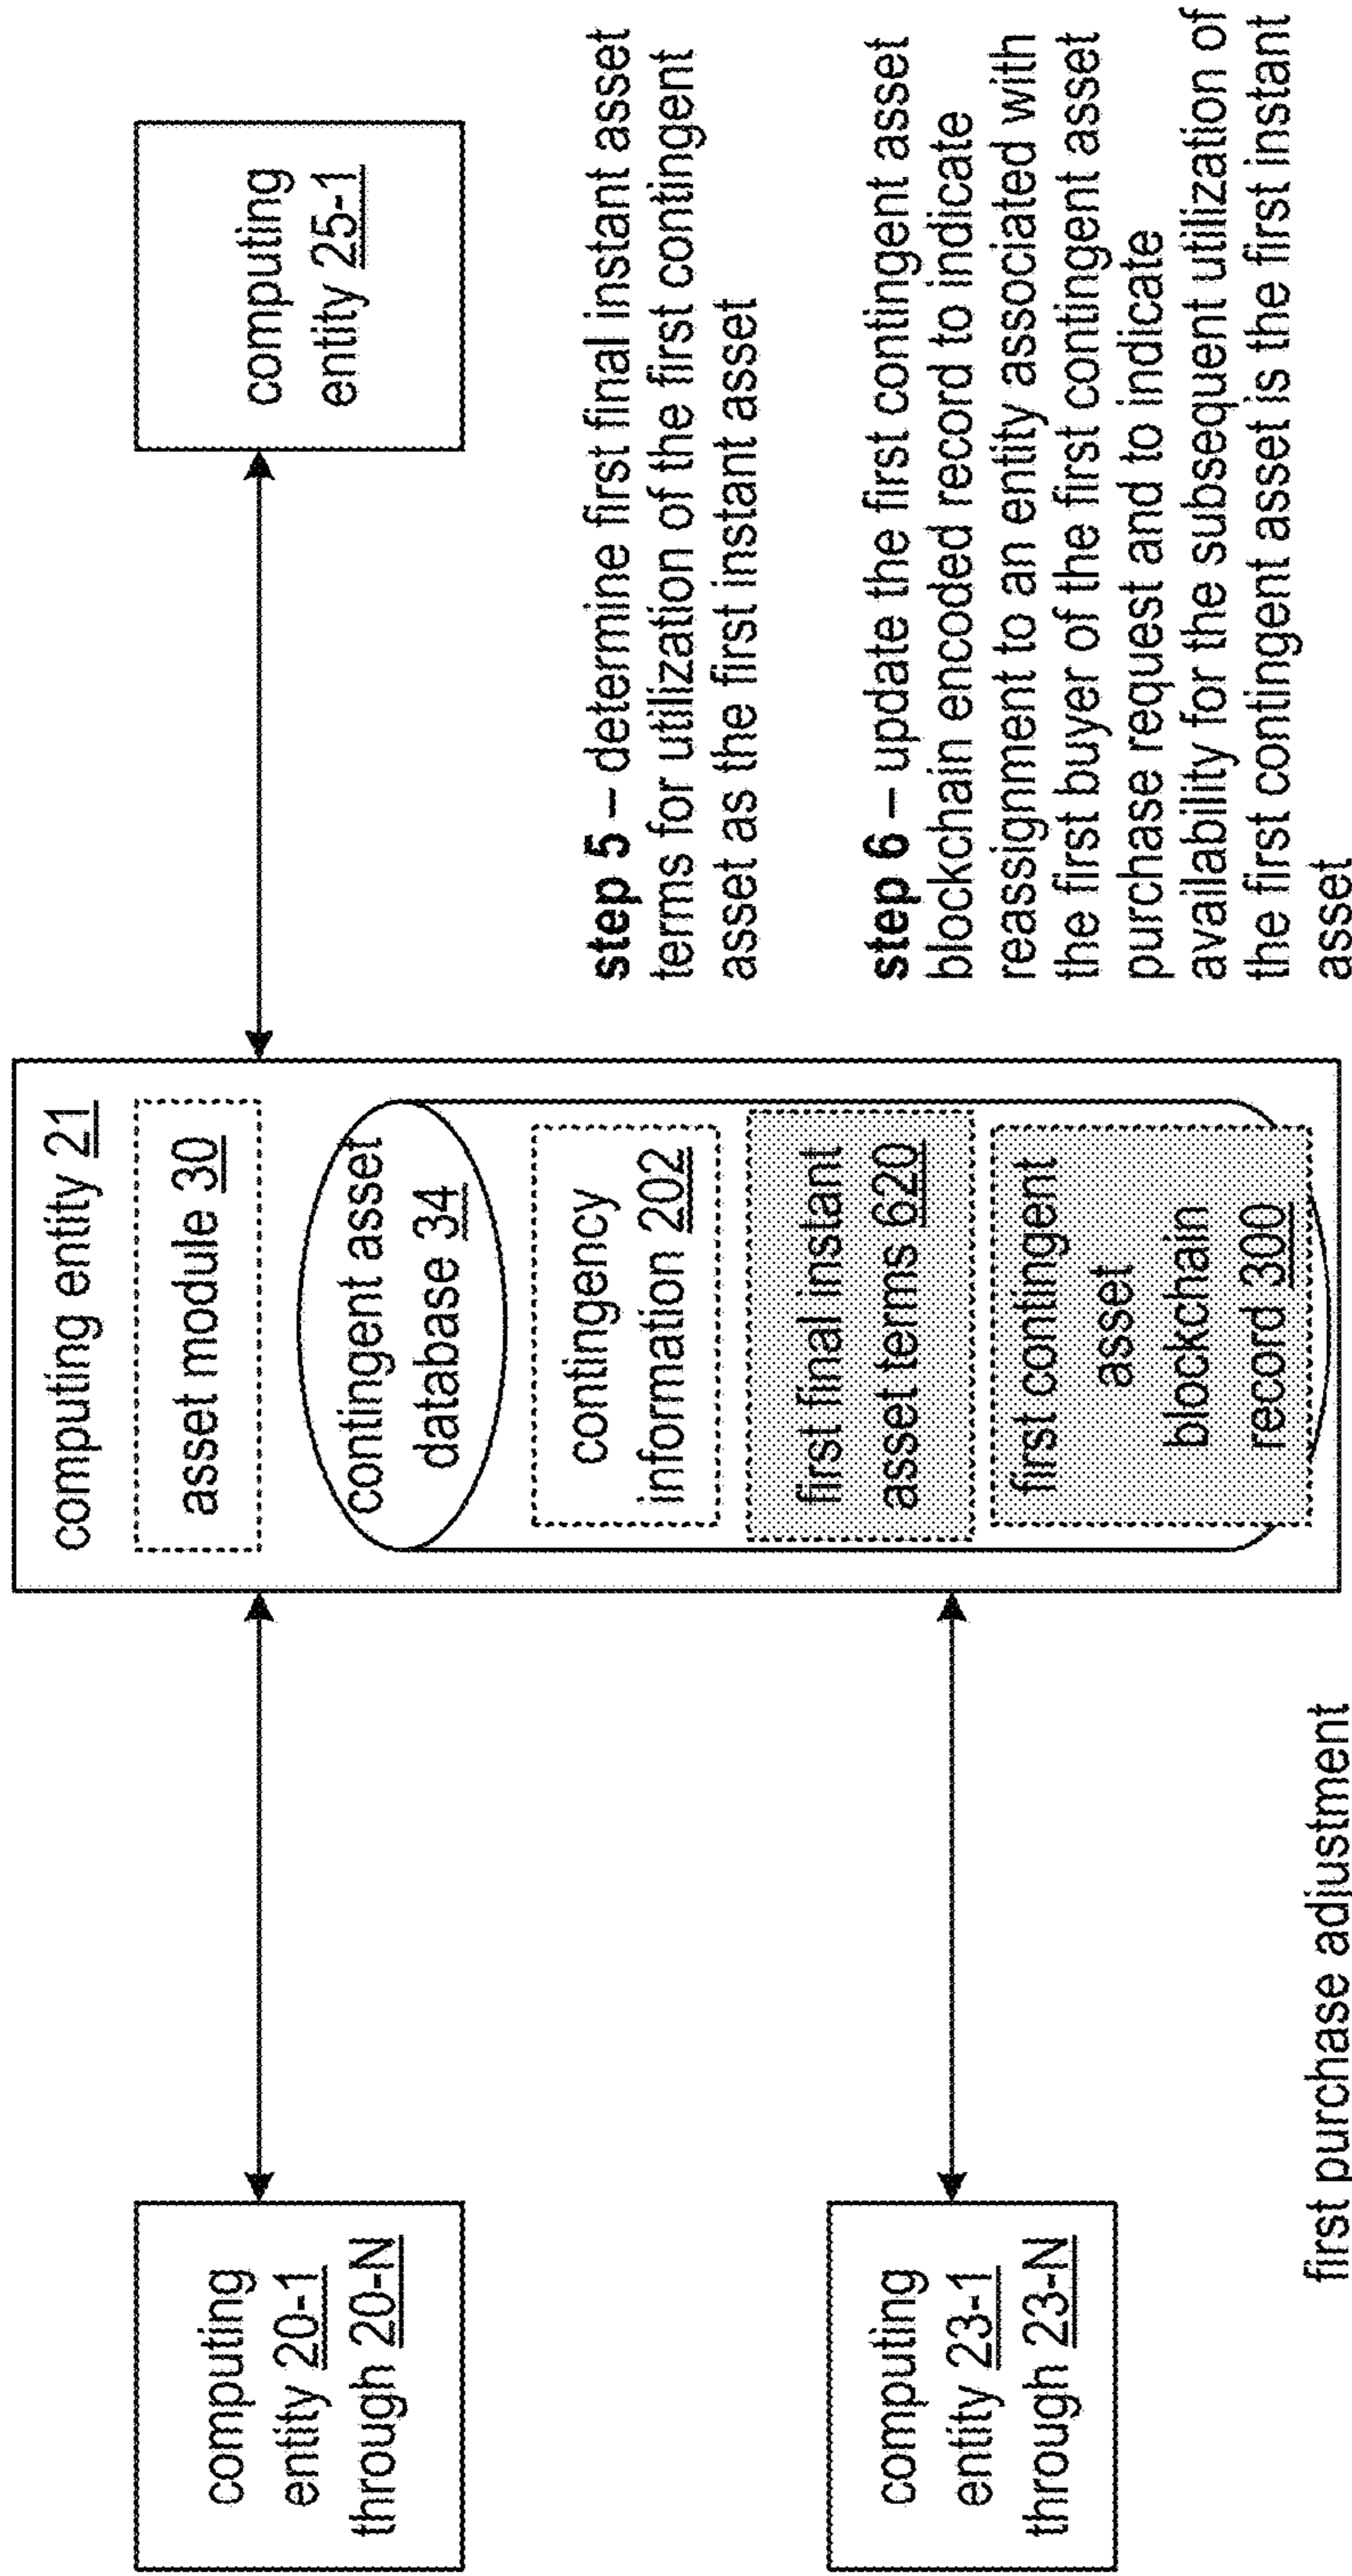 computing
entity 20-1
through 20-N
computing
entity 23-1
through 23-N
first purchase adjustment
computing entity 21
asset module 30
contingent asset
database 34
contingency
information 202
first final instant
asset terms 620
first contingent
asset
blockchain
record 300
computing
entity 25-1
step 5 – determine first final instant asset
terms for utilization of the first contingent
asset as the first instant asset
step 6 – update the first contingent asset
blockchain encoded record to indicate
reassignment to an entity associated with
the first buyer of the first contingent asset
purchase request and to indicate
availability for the subsequent utilization of
the first contingent asset is the first instant
asset